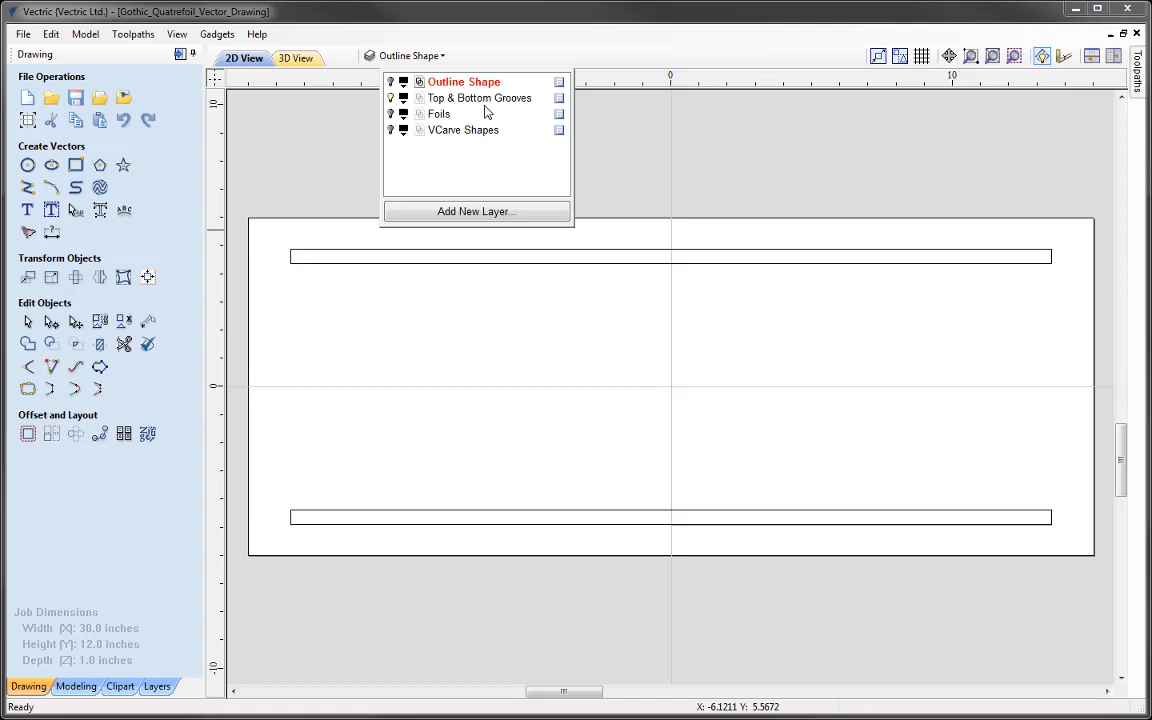 Vectric {Vectric Ltd.} - [Gothic_Quatrefoil_Vector_Drawing]
File Edit Model Toolpaths View Gadgets Help
Drawing
2D View 3D View Outline Shape
File Operations
Create Vectors
Transform Objects
Edit Objects
Offset and Layout
Outline Shape
Top & Bottom Grooves
Foils
VCarve Shapes
Add New Layer...
0 10
10
0
-10
Toolpaths
Job Dimensions
Width (X): 30.0 inches
Height (Y): 12.0 inches
Depth (Z): 1.0 inches
Drawing Modeling Clipart Layers
Ready X: -6.1211 Y: 5.5672